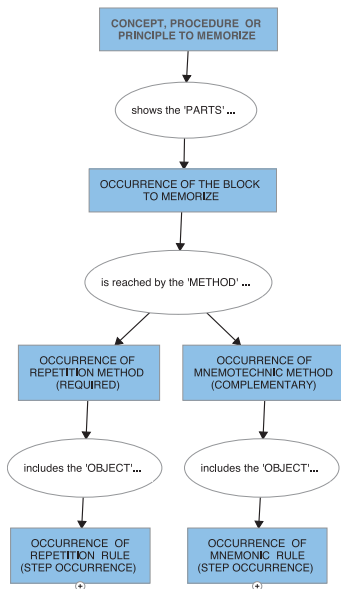 CONCEPT, PROCEDURE OR
PRINCIPLE TO MEMORIZE
shows the 'PARTS' ...
OCCURRENCE OF THE BLOCK
TO MEMORIZE
is reached by the 'METHOD' ...
OCCURRENCE OF
REPETITION METHOD
(REQUIRED)
OCCURRENCE OF
MNEMOTECHNIC METHOD
(COMPLEMENTARY)
includes the 'OBJECT'...
includes the 'OBJECT'...
OCCURRENCE OF
REPETITION RULE
(STEP OCCURRENCE)
OCCURRENCE OF
MNEMONIC RULE
(STEP OCCURRENCE)